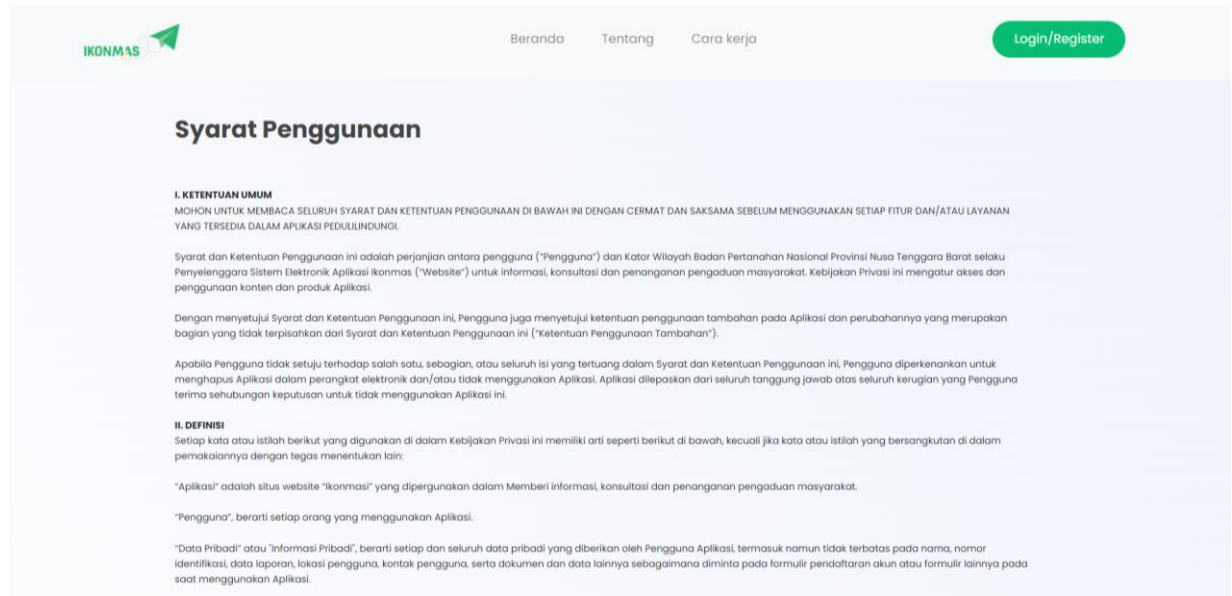 IKONMAS
Beranda Tentang Cara kerja
Login/Register
Syarat Penggunaan
I. KETENTUAN UMUM
MOHON UNTUK MEMBACA SELURUH SYARAT DAN KETENTUAN PENGGUNAAN DI BAWAH INI DENGAN CERMAT DAN SAKSAMA SEBELUM MENGGUNAKAN SETIAP FITUR DAN/ATAU LAYANAN
YANG TERSEDIA DALAM APLIKASI PEDULILINDUNGI.
Syarat dan Ketentuan Penggunaan ini adalah perjanjian antara pengguna ("Pengguna") dan Kator Wilayah Badan Pertanahan Nasional Provinsi Nusa Tenggara Barat selaku
Penyelenggara Sistem Elektronik Aplikasi Ikonmas ("Website") untuk informasi, konsultasi dan penanganan pengaduan masyarakat. Kebijakan Privasi ini mengatur akses dan
penggunaan konten dan produk Aplikasi.
Dengan menyetujui Syarat dan Ketentuan Penggunaan ini, Pengguna juga menyetujui ketentuan penggunaan tambahan pada Aplikasi dan perubahannya yang merupakan
bagian yang tidak terpisahkan dari Syarat dan Ketentuan Penggunaan ini ("Ketentuan Penggunaan Tambahan").
Apabila Pengguna tidak setuju terhadap salah satu, sebagian, atau seluruh isi yang tertuang dalam Syarat dan Ketentuan Penggunaan ini, Pengguna diperkenankan untuk
menghapus Aplikasi dalam perangkat elektronik dan/atau tidak menggunakan Aplikasi. Aplikasi dilepaskan dari seluruh tanggung jawab atas seluruh kerugian yang Pengguna
terima sehubungan keputusan untuk tidak menggunakan Aplikasi ini.
II. DEFINISI
Setiap kata atau istilah berikut yang digunakan di dalam Kebijakan Privasi ini memiliki arti seperti berikut di bawah, kecuali jika kata atau istilah yang bersangkutan di dalam
pemakaiannya dengan tegas menentukan lain:
"Aplikasi" adalah situs website "Ikonmasi" yang dipergunakan dalam Memberi informasi, konsultasi dan penanganan pengaduan masyarakat.
"Pengguna", berarti setiap orang yang menggunakan Aplikasi.
"Data Pribadi" atau "Informasi Pribadi", berarti setiap dan seluruh data pribadi yang diberikan oleh Pengguna Aplikasi, termasuk namun tidak terbatas pada nama, nomor
identifikasi, data laporan, lokasi pengguna, kontak pengguna, serta dokumen dan data lainnya sebagaimana diminta pada formulir pendaftaran akun atau formulir lainnya pada
saat menggunakan Aplikasi.